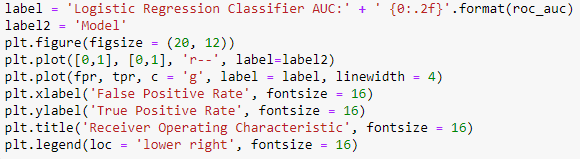 label = 'Logistic Regression Classifier AUC:' + ' {0:.2f}'.format(roc_auc)
label2 = 'Model'
plt.figure(figsize = (20, 12))
plt.plot([0,1], [0,1], 'r--', label=label2)
plt.plot(fpr, tpr, c = 'g', label = label, linewidth = 4)
plt.xlabel('False Positive Rate', fontsize = 16)
plt.ylabel('True Positive Rate', fontsize = 16)
plt.title('Receiver Operating Characteristic', fontsize = 16)
plt.legend(loc = 'lower right', fontsize = 16)